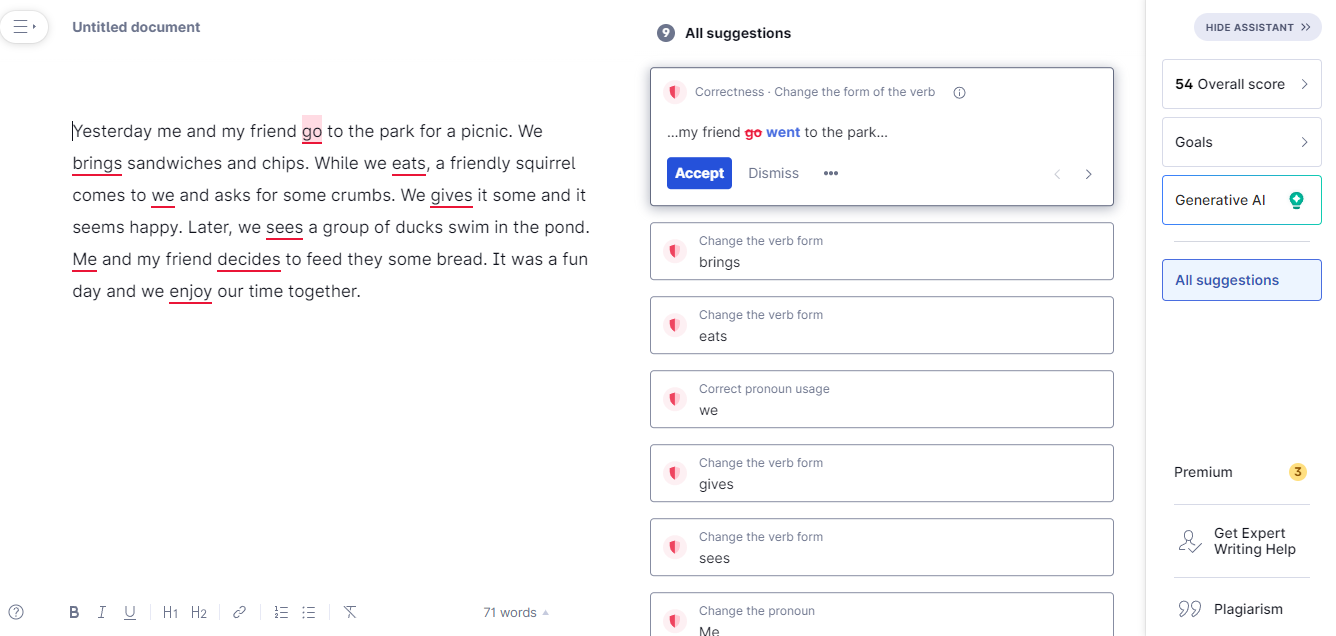 Untitled document
Yesterday me and my friend go to the park for a picnic. We
brings sandwiches and chips. While we eats, a friendly squirrel
comes to we and asks for some crumbs. We gives it some and it
seems happy. Later, we sees a group of ducks swim in the pond.
Me and my friend decides to feed they some bread. It was a fun
day and we enjoy our time together.
B I U H1 H2
71 words
9 All suggestions
Correctness · Change the form of the verb
...my friend go went to the park...
Accept Dismiss •••
Change the verb form
brings
Change the verb form
eats
Correct pronoun usage
we
Change the verb form
gives
Change the verb form
sees
Change the pronoun
Me
HIDE ASSISTANT
54 Overall score
Goals
Generative AI
All suggestions
Premium 3
Get Expert
Writing Help
Plagiarism